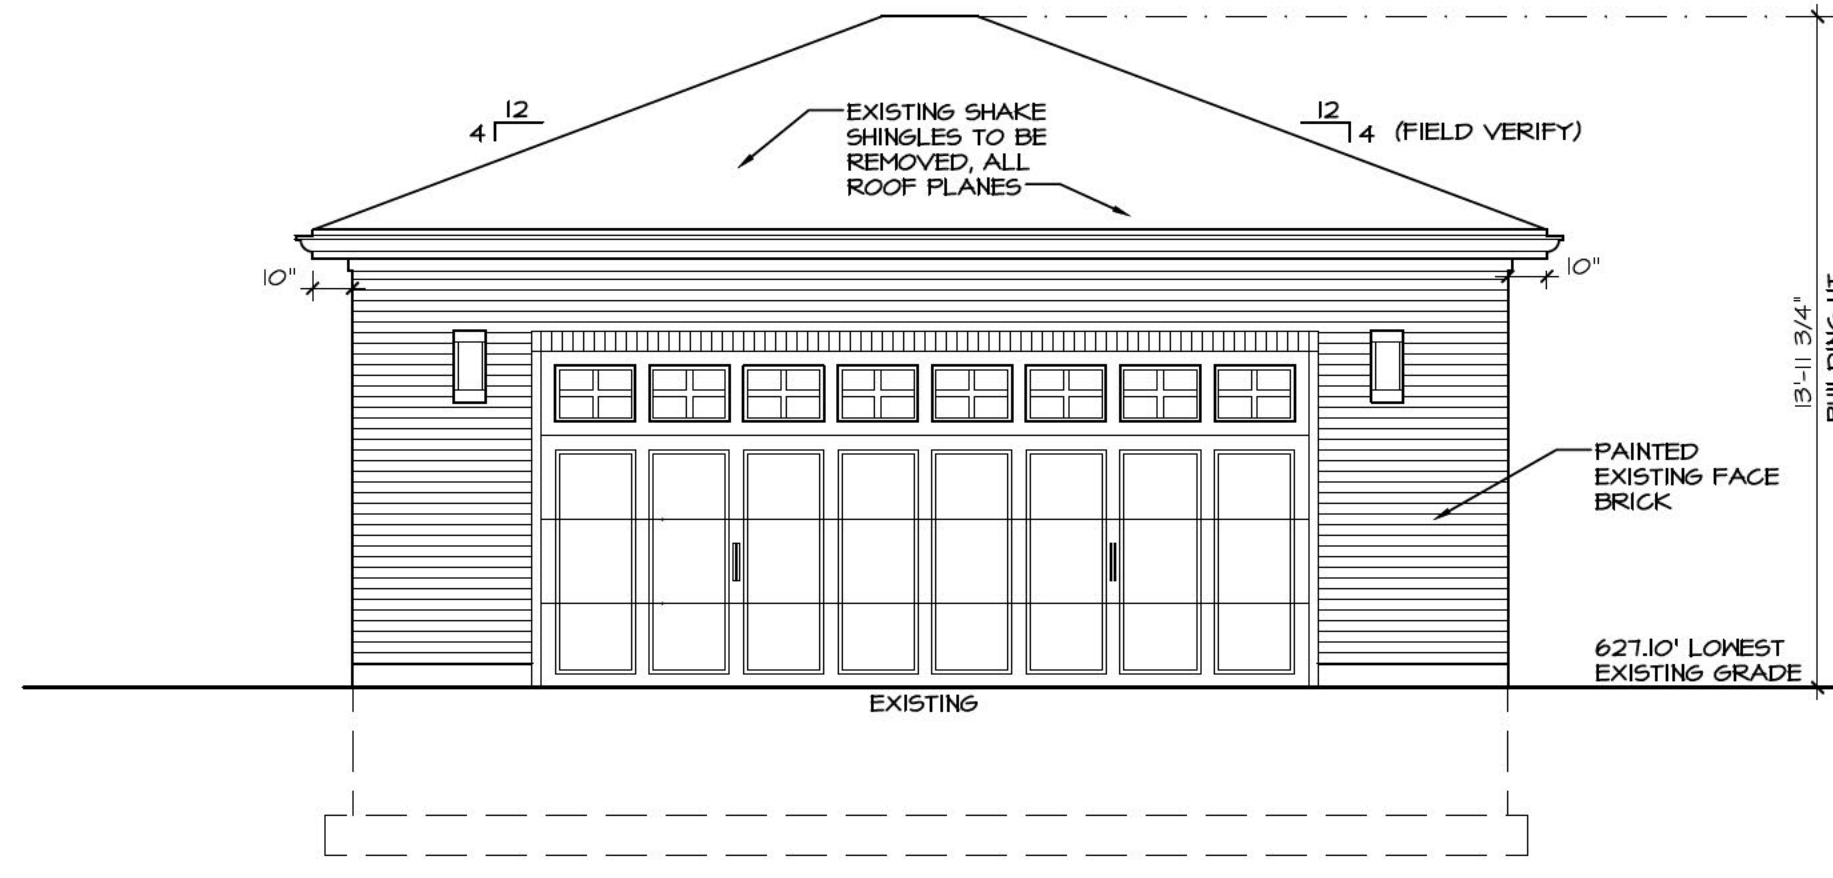 12
4
EXISTING SHAKE
SHINGLES TO BE
REMOVED, ALL
ROOF PLANES
12
4 (FIELD VERIFY)
10"
10"
13'-11 3/4"
PAINTED
EXISTING FACE
BRICK
627.10' LOWEST
EXISTING GRADE
EXISTING